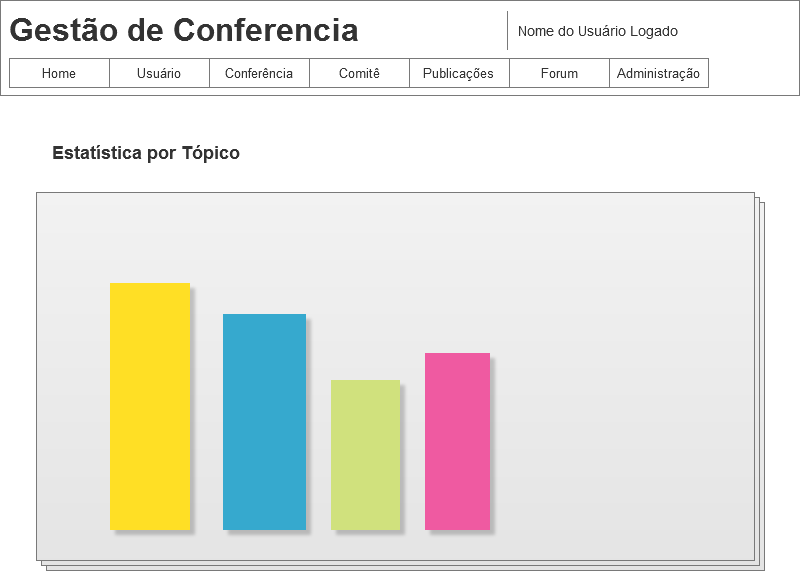 Gestão de Conferencia
Nome do Usuário Logado
Home Usuário Conferência Comitê Publicações Forum Administração
Estatística por Tópico